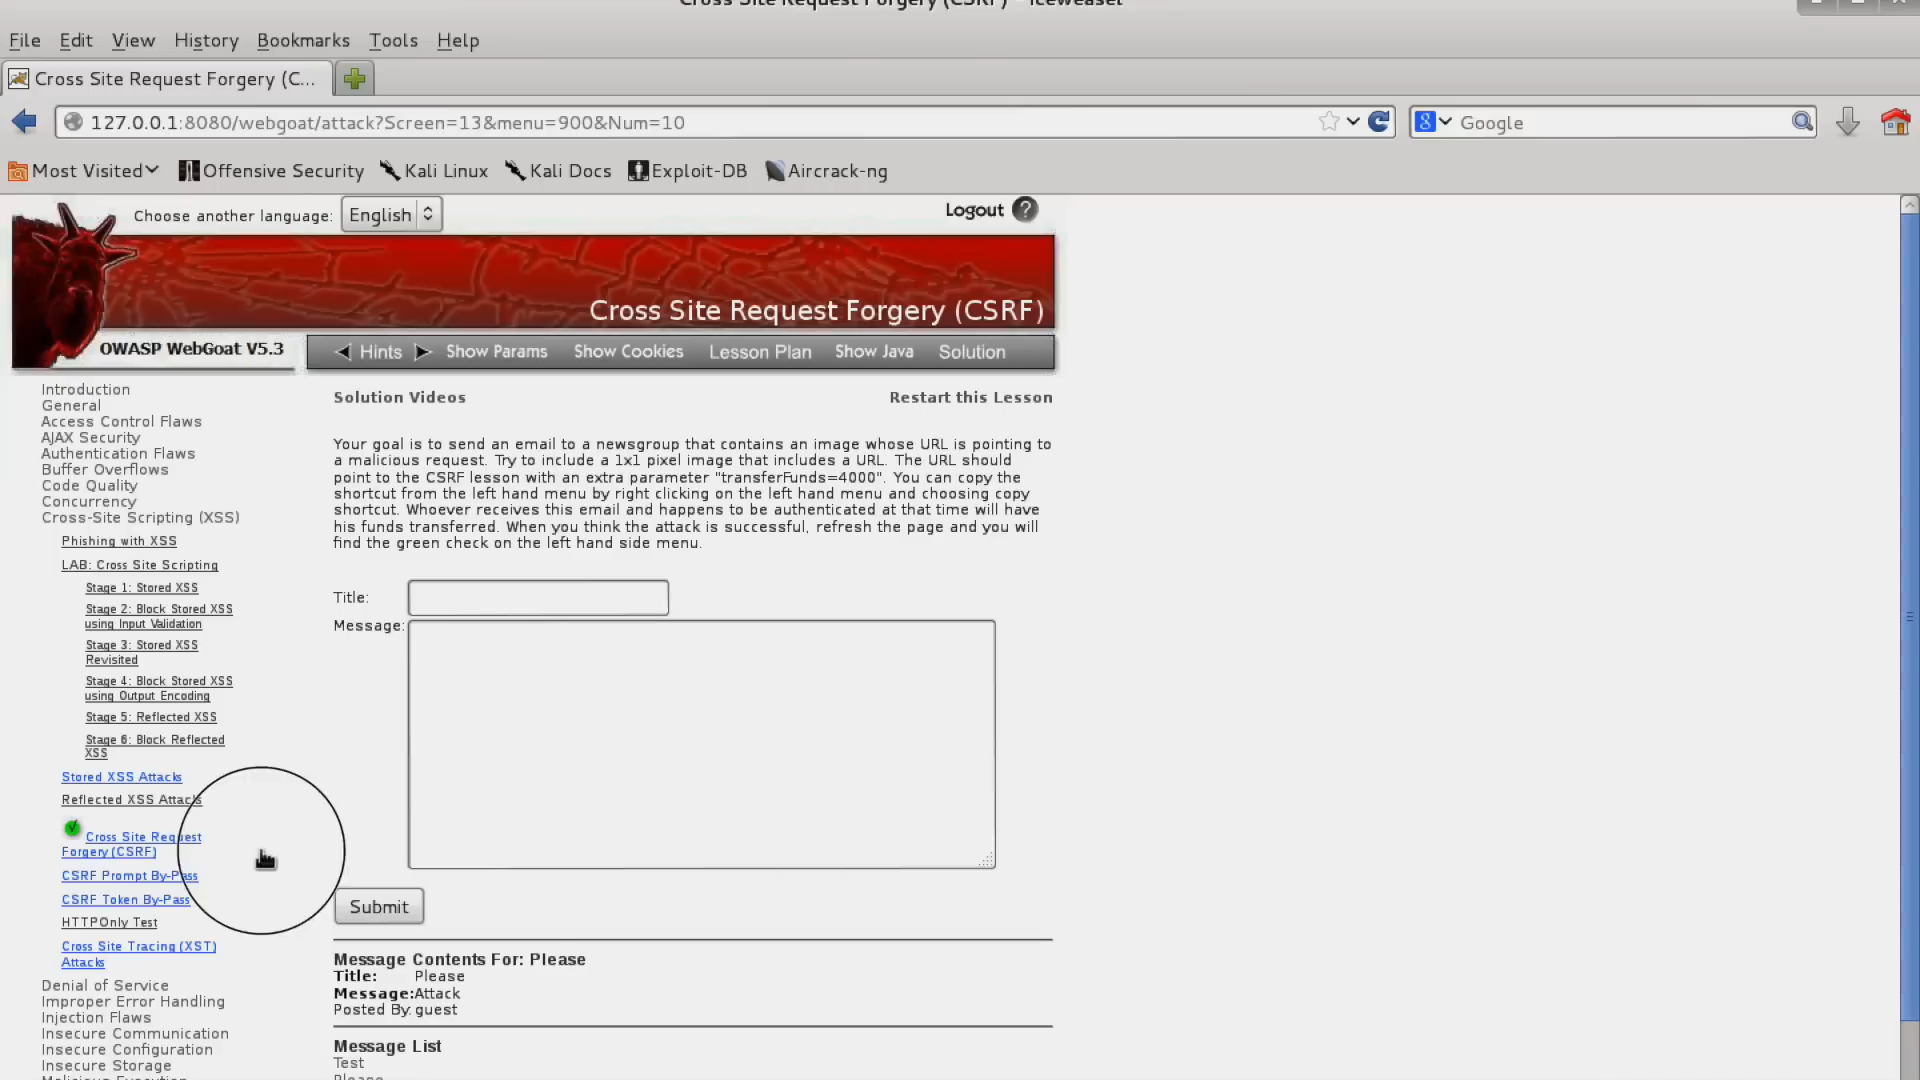 Cross Site Request Forgery (CSRF) - Iceweasel
File Edit View History Bookmarks Tools Help
Cross Site Request Forgery (C...
127.0.0.1:8080/webgoat/attack?Screen=13&menu=900&Num=10
8 Google
Most Visited Offensive Security Kali Linux Kali Docs Exploit-DB Aircrack-ng
Choose another language: English
Logout ?
Cross Site Request Forgery (CSRF)
OWASP WebGoat V5.3
Hints Show Params Show Cookies Lesson Plan Show Java Solution
Introduction
General
Access Control Flaws
AJAX Security
Authentication Flaws
Buffer Overflows
Code Quality
Concurrency
Cross-Site Scripting (XSS)
Phishing with XSS
LAB: Cross Site Scripting
Stage 1: Stored XSS
Stage 2: Block Stored XSS
using Input Validation
Stage 3: Stored XSS
Revisited
Stage 4: Block Stored XSS
using Output Encoding
Stage 5: Reflected XSS
Stage 6: Block Reflected
XSS
Stored XSS Attacks
Reflected XSS Attacks
Cross Site Request
Forgery (CSRF)
CSRF Prompt By-Pass
CSRF Token By-Pass
HTTPOnly Test
Cross Site Tracing (XST)
Attacks
Denial of Service
Improper Error Handling
Injection Flaws
Insecure Communication
Insecure Configuration
Insecure Storage
Malicious Execution
Solution Videos
Restart this Lesson
Your goal is to send an email to a newsgroup that contains an image whose URL is pointing to
a malicious request. Try to include a 1x1 pixel image that includes a URL. The URL should
point to the CSRF lesson with an extra parameter "transferFunds=4000". You can copy the
shortcut from the left hand menu by right clicking on the left hand menu and choosing copy
shortcut. Whoever receives this email and happens to be authenticated at that time will have
his funds transferred. When you think the attack is successful, refresh the page and you will
find the green check on the left hand side menu.
Title:
Message:
Submit
Message Contents For: Please
Title: Please
Message:Attack
Posted By: guest
Message List
Test
Please